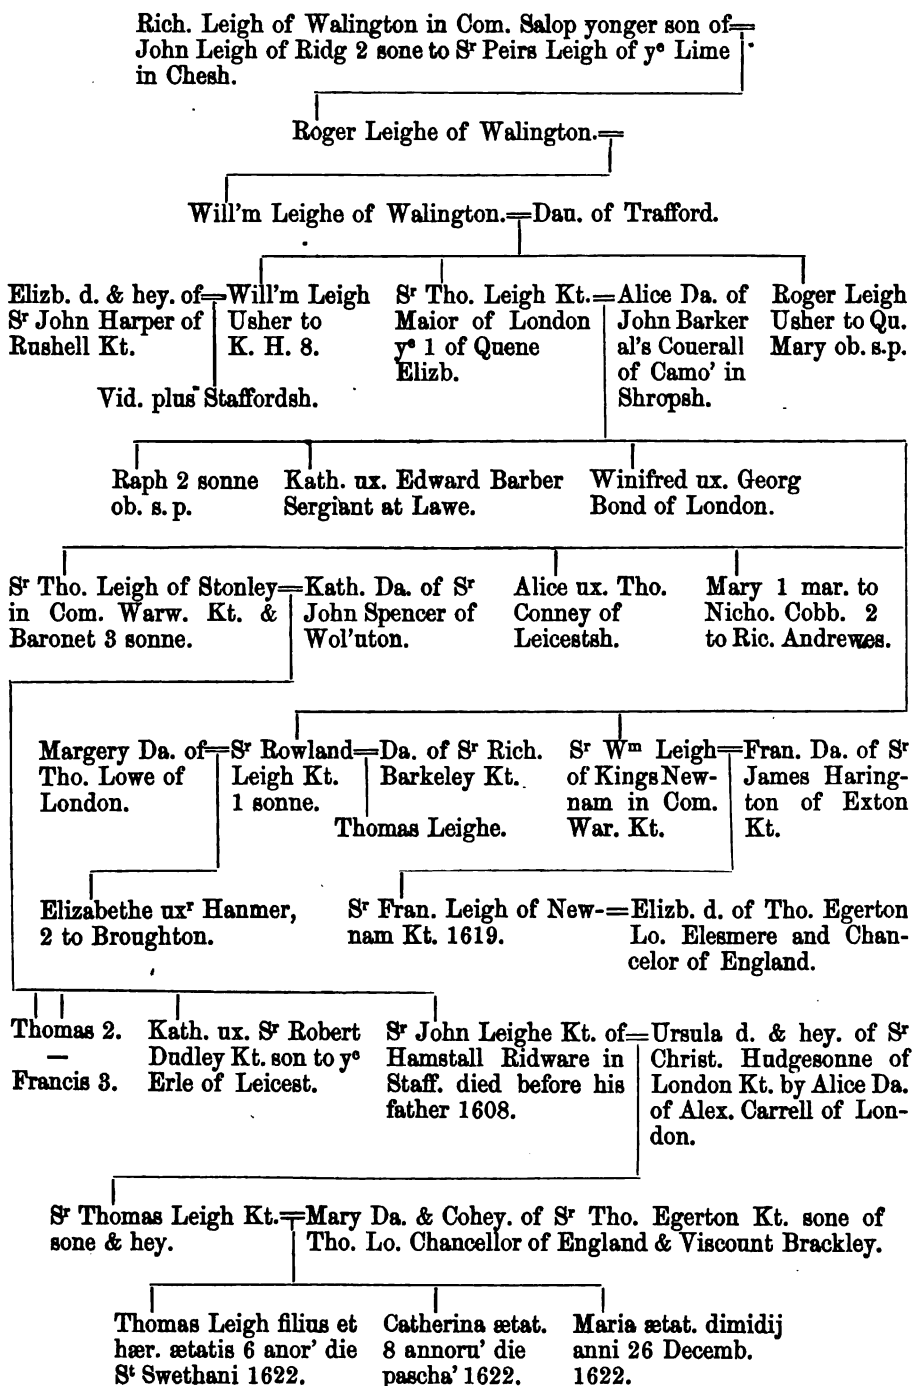 Rich. Leigh of Walington in Com. Salop yonger son of=
John Leigh of Ridg 2 sone to Sʳ Peirs Leigh of yᵉ Lime
in Chesh.
Roger Leighe of Walington.=
Will'm Leighe of Walington.=Dau. of Trafford.
Elizb. d. & hey. of=
Sʳ John Harper of
Rushell Kt.
Will'm Leigh
Usher to
K. H. 8.
Sʳ Tho. Leigh Kt.=
Maior of London
yᵉ 1 of Quene
Elizb.
Alice Da. of
John Barker
al's Couerall
of Camo' in
Shropsh.
Roger Leigh
Usher to Qu.
Mary ob. s.p.
Vid. plus Staffordsh.
Raph 2 sonne
ob. s. p.
Kath. ux. Edward Barber
Sergiant at Lawe.
Winifred ux. Georg
Bond of London.
Sʳ Tho. Leigh of Stonley=
in Com. Warw. Kt. &
Baronet 3 sonne.
Kath. Da. of Sʳ
John Spencer of
Wol'uton.
Alice ux. Tho.
Conney of
Leicestsh.
Mary 1 mar. to
Nicho. Cobb. 2
to Ric. Andrewes.
Margery Da. of=
Tho. Lowe of
London.
Sʳ Rowland=
Leigh Kt.
1 sonne.
Da. of Sʳ Rich.
Barkeley Kt.
Thomas Leighe.
Sʳ Wᵐ Leigh=
of Kings New-
nam in Com.
War. Kt.
Fran. Da. of Sʳ
James Haring-
ton of Exton
Kt.
Elizabethe uxʳ Hanmer,
2 to Broughton.
Sʳ Fran. Leigh of New-=
nam Kt. 1619.
Elizb. d. of Tho. Egerton
Lo. Elesmere and Chan-
celor of England.
Thomas 2.
—
Francis 3.
Kath. ux. Sʳ Robert
Dudley Kt. son to yᵉ
Erle of Leicest.
Sʳ John Leighe Kt. of=
Hamstall Ridware in
Staff. died before his
father 1608.
Ursula d. & hey. of Sʳ
Christ. Hudgesonne of
London Kt. by Alice Da.
of Alex. Carrell of Lon-
don.
Sʳ Thomas Leigh Kt.=
sone & hey.
Mary Da. & Cohey. of Sʳ Tho. Egerton Kt. sone of
Tho. Lo. Chancellor of England & Viscount Brackley.
Thomas Leigh filius et
hær. ætatis 6 anor' die
Sᵗ Swethani 1622.
Catherina ætat.
8 annoru' die
pascha' 1622.
Maria ætat. dimidij
anni 26 Decemb.
1622.